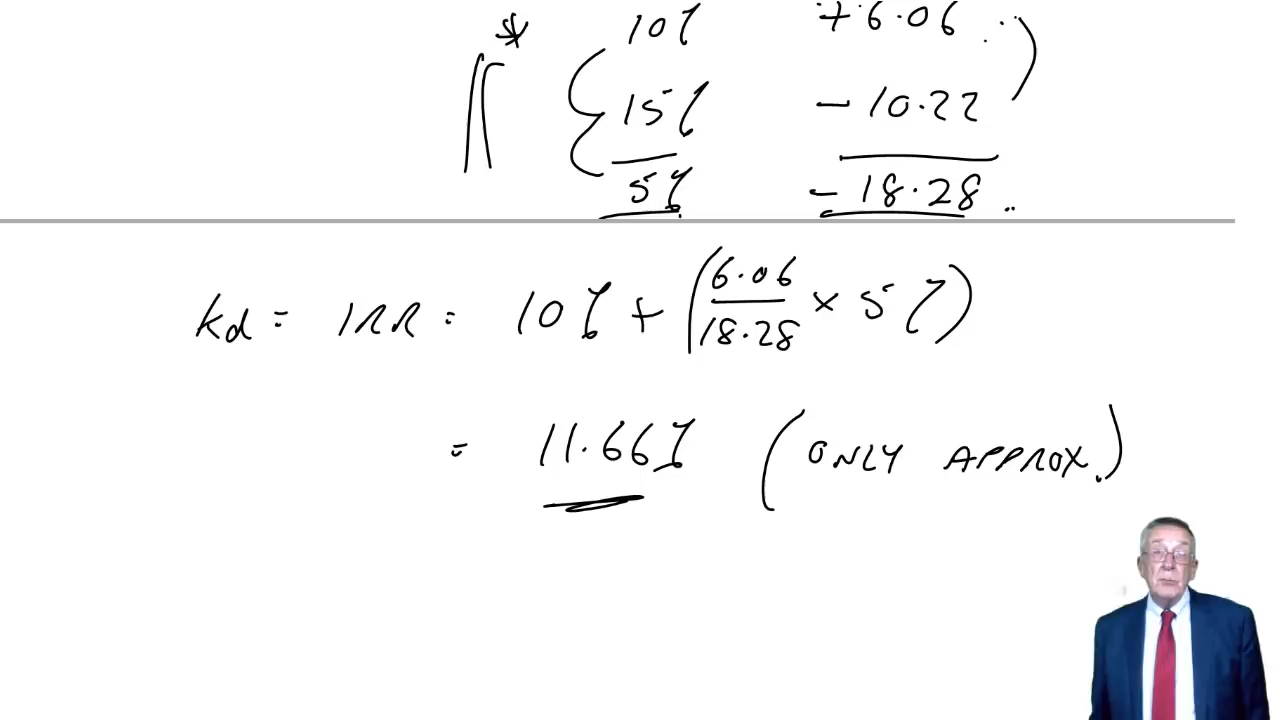 * 10% +6.06
15% - 10.22
5% - 18.28
kd = IRR = 10% + (6.06/18.28 × 5%)
= 11.66% (ONLY APPROX.)